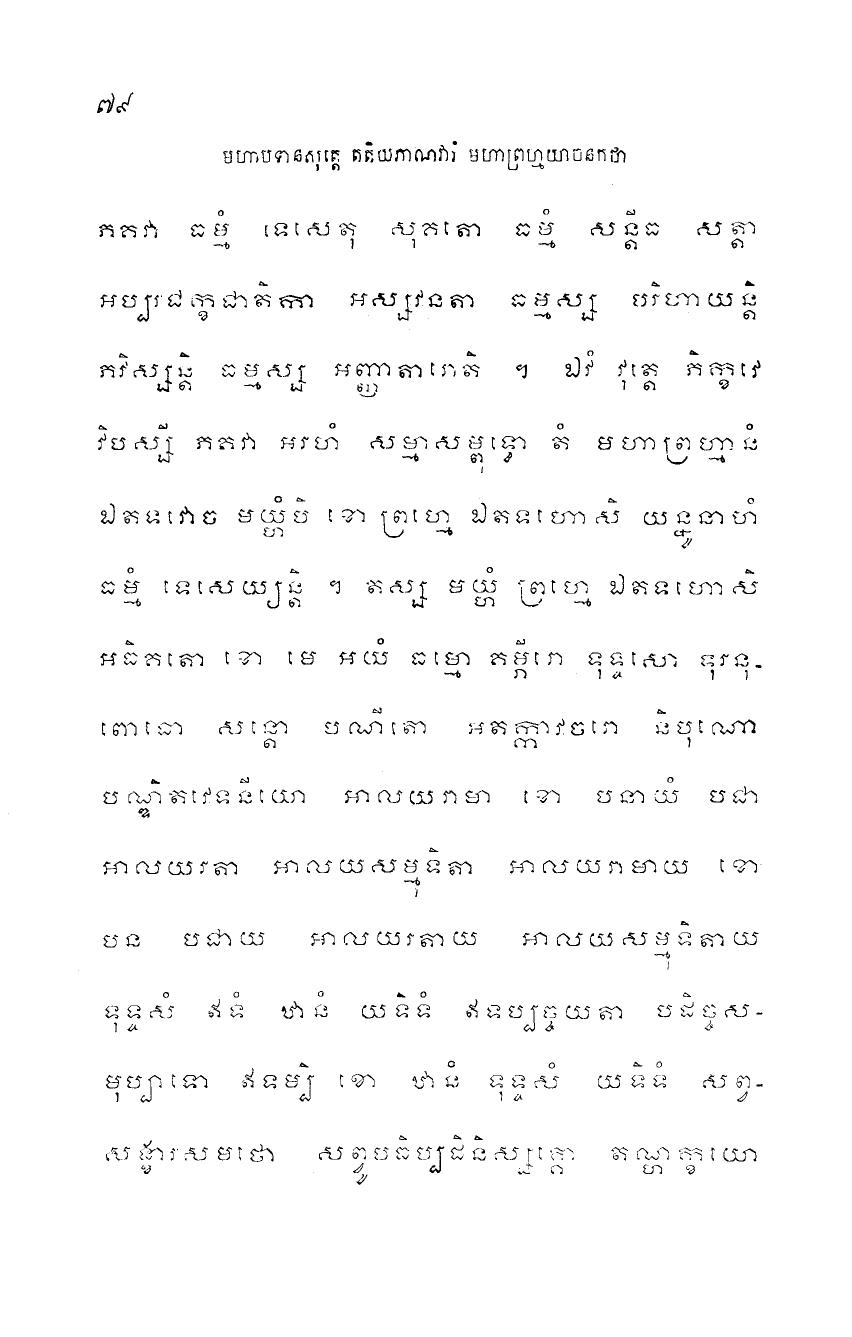 ៧៩
មហាបទានសុត្តេ តតិយភាណវារំ មហាព្រហ្មយាចនកថា
ភគវា ធម្មំ ទេសេតុ សុគតោ ធម្មំ សន្តីធ សត្តា
អប្បរជក្ខជាតិកា អស្សវនតា ធម្មស្ស បរិហាយន្តិ
ភវិស្សន្តិ ធម្មស្ស អញ្ញាតារោតិ ។ ឯវំ វុត្តេ ភិក្ខវេ
វិបស្សី ភគវា អរហំ សម្មាសម្ពុទ្ធោ តំ មហាព្រហ្មានំ
ឯតទវោច មយ្ហំបិ ខោ ព្រហ្មេ ឯតទហោសិ យន្នូនាហំ
ធម្មំ ទេសេយ្យន្តិ ។ តស្ស មយ្ហំ ព្រហ្មេ ឯតទហោសិ
អធិគតោ ខោ មេ អយំ ធម្មោ គម្ភីរោ ទុទ្ទសោ ទុរនុ-
ពោធោ សន្តោ បណីតោ អតក្កាវចរោ និបុណោ
បណ្ឌិតវេទនីយោ អាលយរាមា ខោ បនាយំ បជា
អាលយរតា អាលយសម្មុទិតា អាលយរាមាយ ខោ
បន បជាយ អាលយរតាយ អាលយសម្មុទិតាយ
ទុទ្ទសំ ឥទំ ឋានំ យទិទំ ឥទប្បច្ចយតា បដិច្ចស-
មុប្បាទោ ឥទម្បិ ខោ ឋានំ ទុទ្ទសំ យទិទំ សព្វ-
សង្ខារសមថោ សព្វូបធិប្បដិនិស្សគ្គោ តណ្ហក្ខយោ